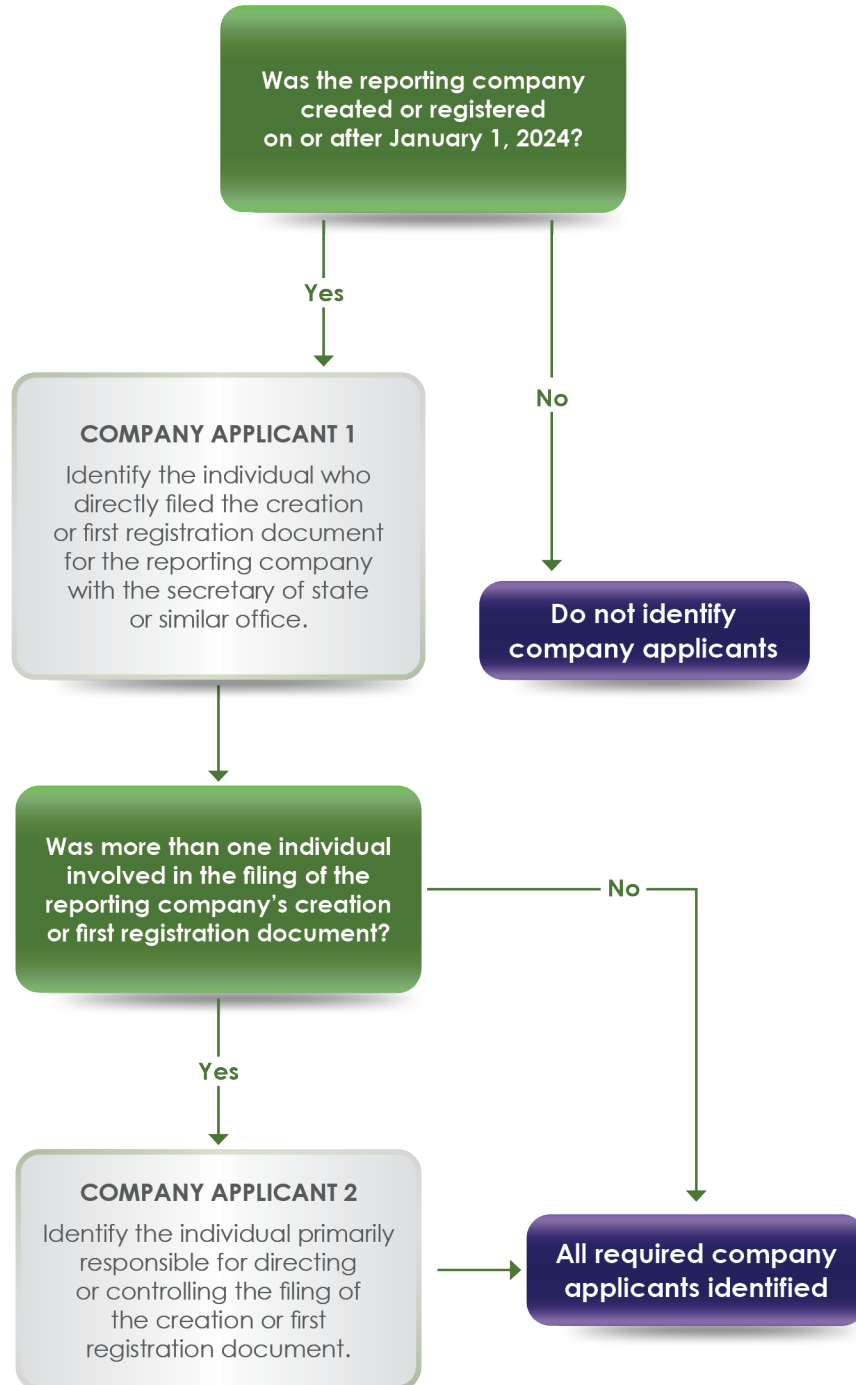 Was the reporting company
created or registered
on or after January 1, 2024?
Yes
No
COMPANY APPLICANT 1
Identify the individual who
directly filed the creation
or first registration document
for the reporting company
with the secretary of state
or similar office.
Do not identify
company applicants
Was more than one individual
involved in the filing of the
reporting company’s creation
or first registration document?
No
Yes
COMPANY APPLICANT 2
Identify the individual primarily
responsible for directing
or controlling the filing of
the creation or first
registration document.
All required company
applicants identified